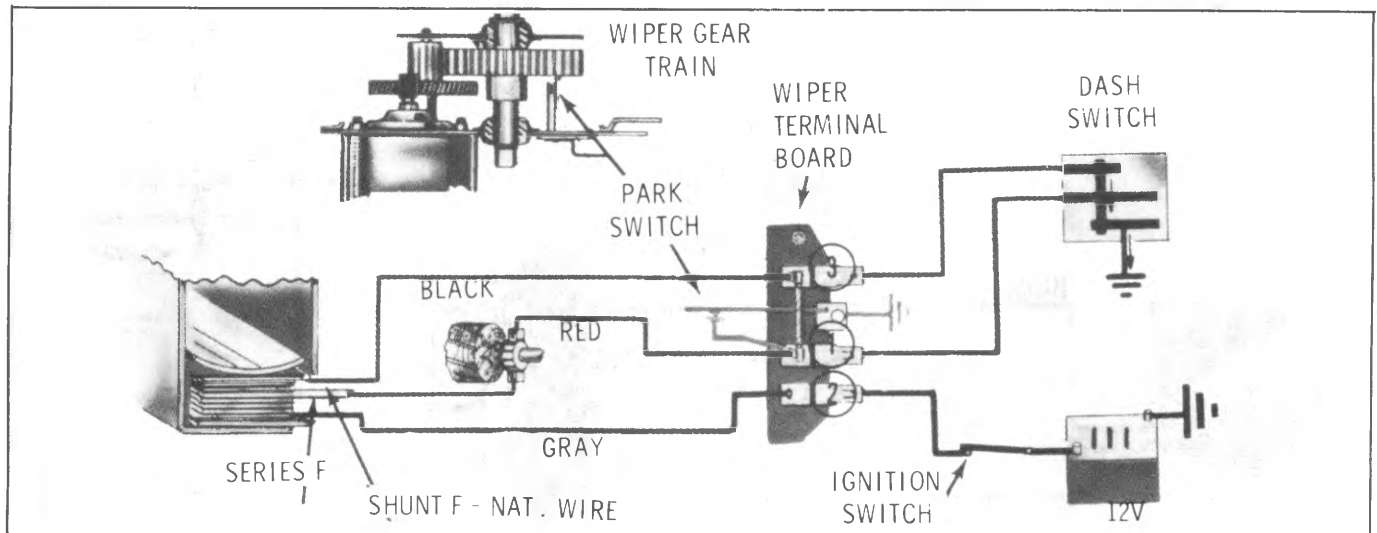 WIPER GEAR
TRAIN
WIPER
TERMINAL
BOARD
DASH
SWITCH
PARK
SWITCH
3
BLACK
RED
1
2
GRAY
SERIES F
SHUNT F - NAT. WIRE
IGNITION
SWITCH
12V